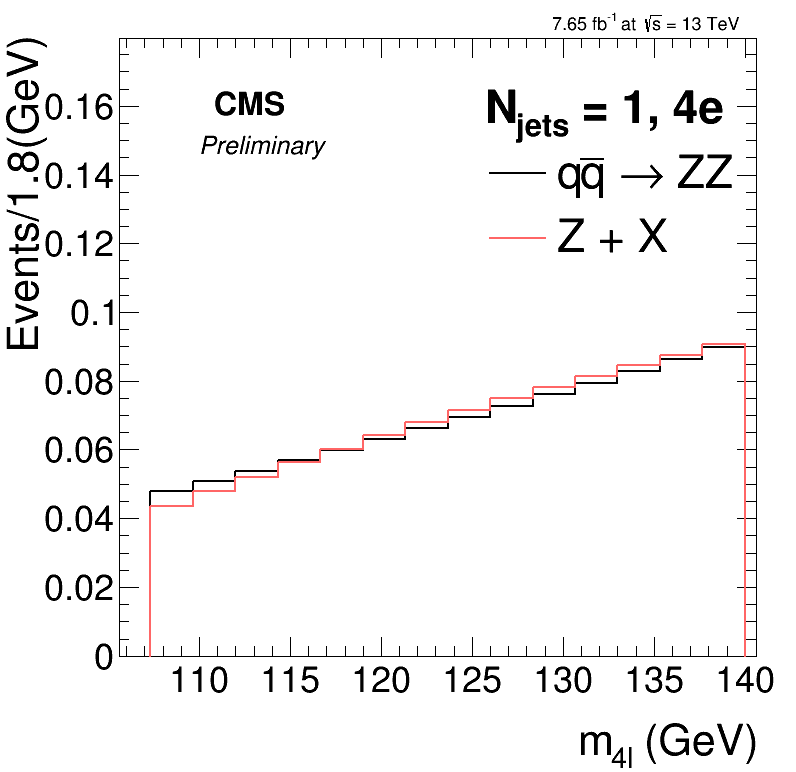 7.65 fb⁻¹ at √s = 13 TeV
Events/1.8(GeV)
CMS
Preliminary
N_jets = 1, 4e
qq̅ → ZZ
Z + X
0.16
0.14
0.12
0.1
0.08
0.06
0.04
0.02
0
110 115 120 125 130 135 140
m_4l (GeV)